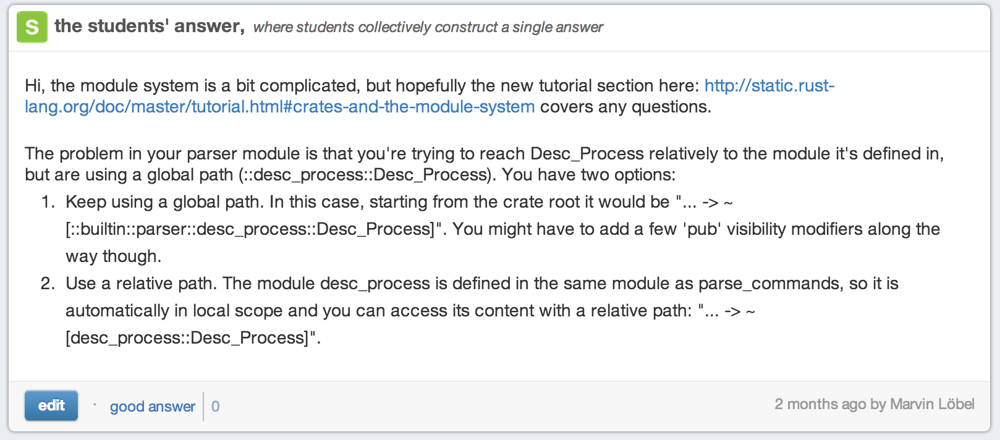 S the students' answer, where students collectively construct a single answer
Hi, the module system is a bit complicated, but hopefully the new tutorial section here: http://static.rust-
lang.org/doc/master/tutorial.html#crates-and-the-module-system covers any questions.
The problem in your parser module is that you're trying to reach Desc_Process relatively to the module it's defined in,
but are using a global path (::desc_process::Desc_Process). You have two options:
1. Keep using a global path. In this case, starting from the crate root it would be "... -> ~
[::builtin::parser::desc_process::Desc_Process]". You might have to add a few 'pub' visibility modifiers along the
way though.
2. Use a relative path. The module desc_process is defined in the same module as parse_commands, so it is
automatically in local scope and you can access its content with a relative path: "... -> ~
[desc_process::Desc_Process]".
edit · good answer 0 2 months ago by Marvin Löbel